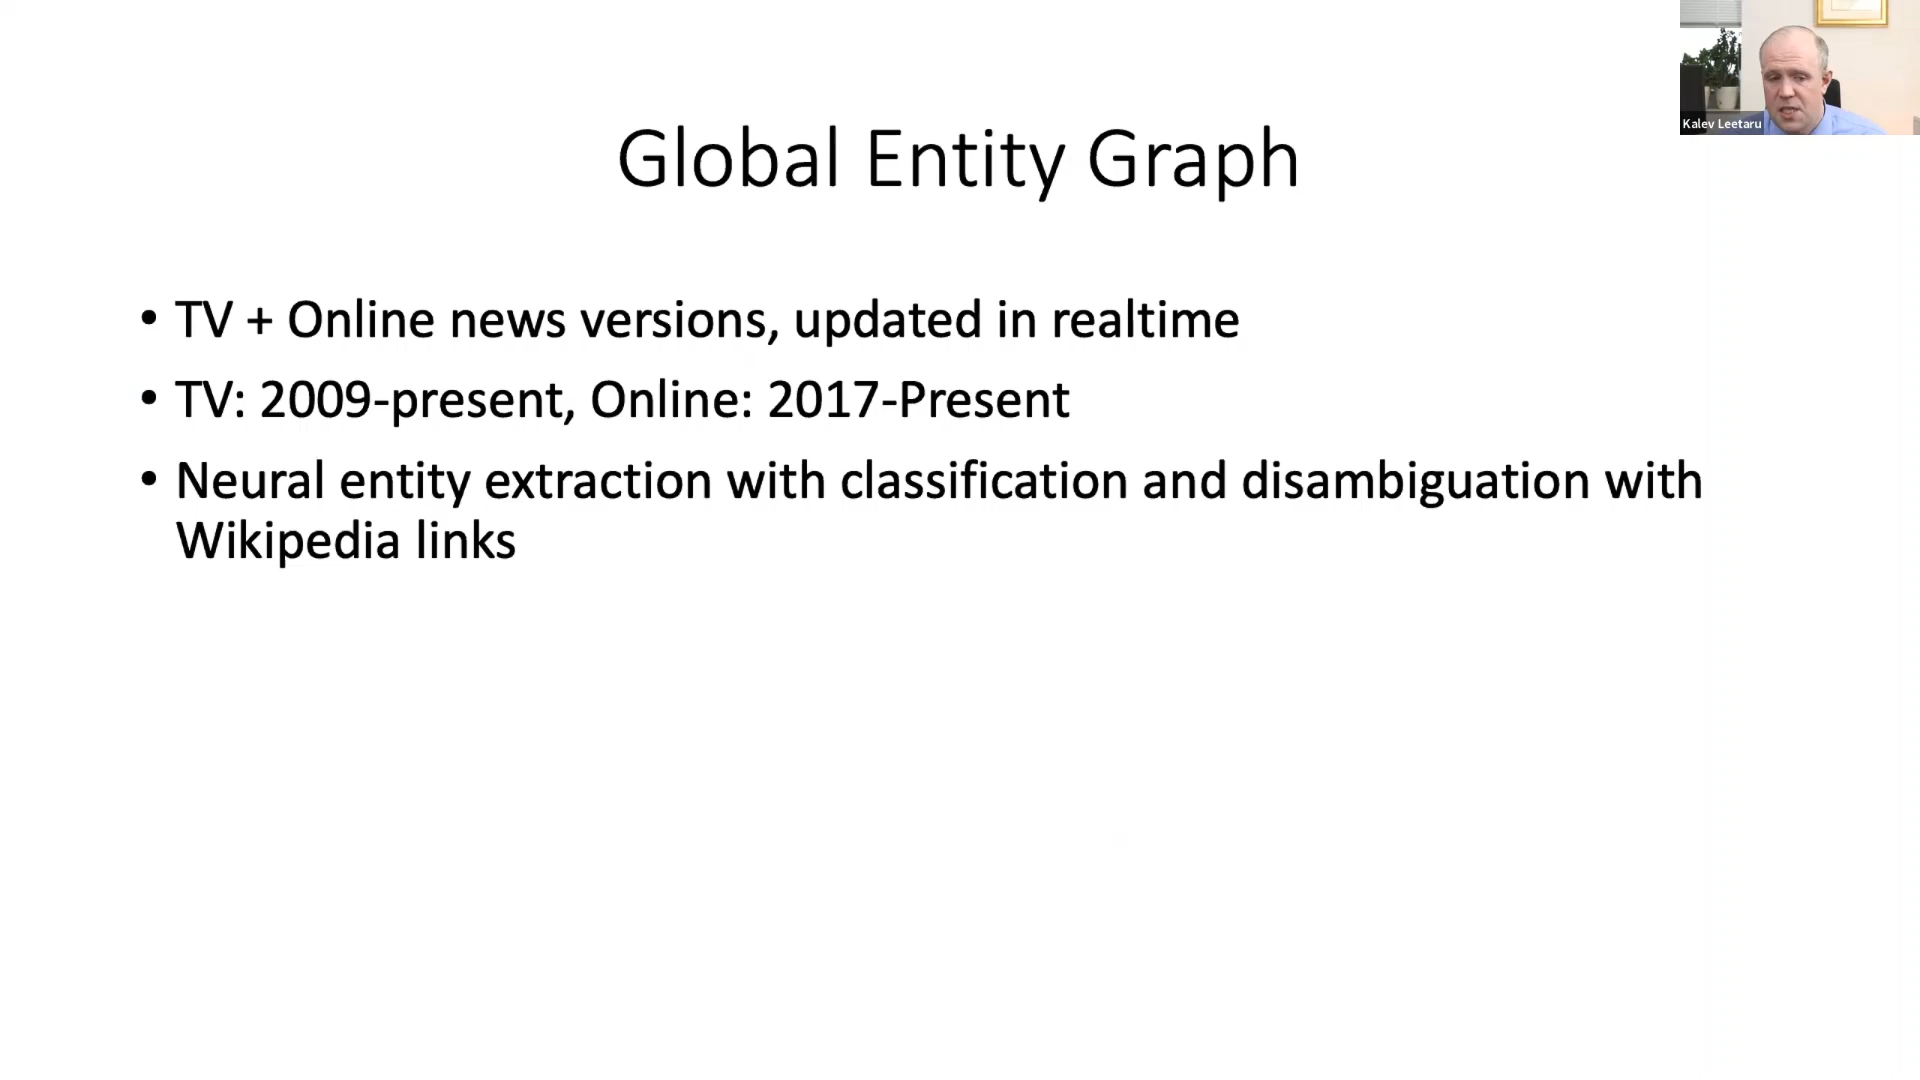 Kalev Leetaru
Global Entity Graph
• TV + Online news versions, updated in realtime
• TV: 2009-present, Online: 2017-Present
• Neural entity extraction with classification and disambiguation with
Wikipedia links